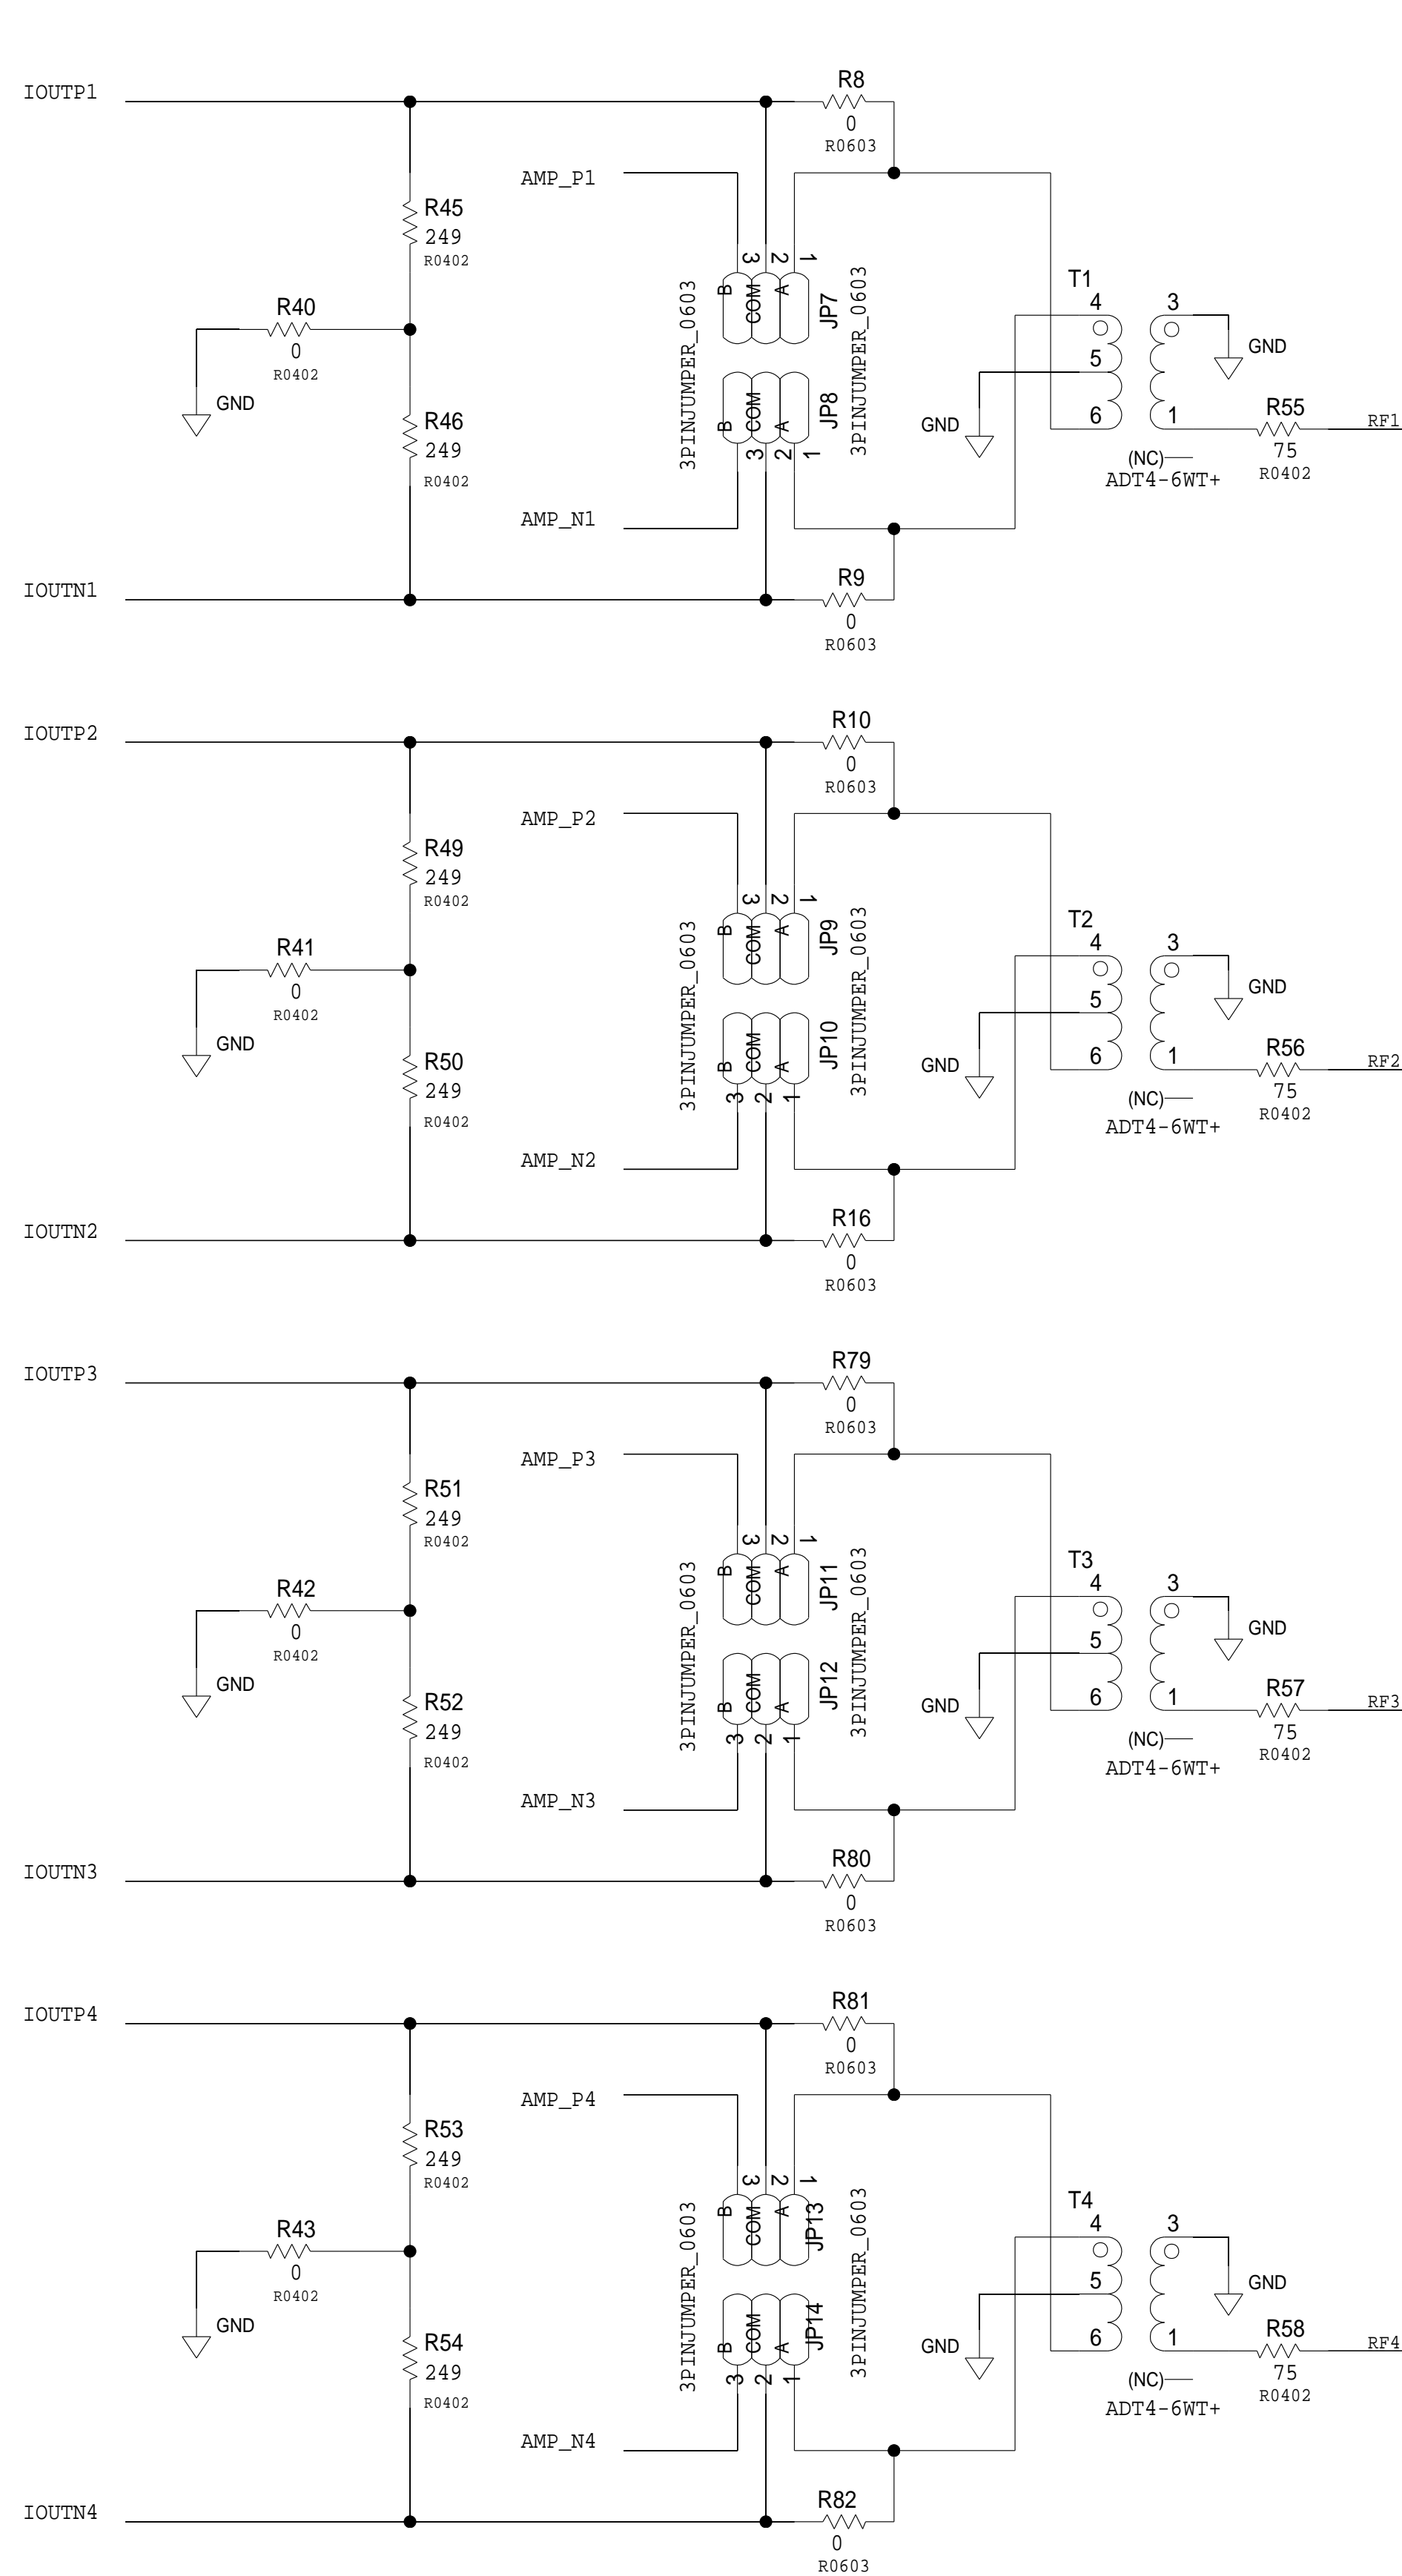 IOUTP1
R8
0
R0603
AMP_P1
R45
249
R0402
3 2 1
B COM A
JP7
3PINJUMPER_0603
3PINJUMPER_0603
R40
0
R0402
GND
T1
4 3
5
6 1
GND
GND
R55
75
R0402
RF1
(NC)
ADT4-6WT+
R46
249
R0402
B COM A
JP8
3 2 1
AMP_N1
IOUTN1
R9
0
R0603
IOUTP2
R10
0
R0603
AMP_P2
R49
249
R0402
3 2 1
B COM A
JP9
3PINJUMPER_0603
3PINJUMPER_0603
R41
0
R0402
GND
T2
4 3
5
6 1
GND
GND
R56
75
R0402
RF2
(NC)
ADT4-6WT+
R50
249
R0402
B COM A
JP10
3 2 1
AMP_N2
IOUTN2
R16
0
R0603
IOUTP3
R79
0
R0603
AMP_P3
R51
249
R0402
3 2 1
B COM A
JP11
3PINJUMPER_0603
3PINJUMPER_0603
R42
0
R0402
GND
T3
4 3
5
6 1
GND
GND
R57
75
R0402
RF3
(NC)
ADT4-6WT+
R52
249
R0402
B COM A
JP12
3 2 1
AMP_N3
IOUTN3
R80
0
R0603
IOUTP4
R81
0
R0603
AMP_P4
R53
249
R0402
3 2 1
B COM A
JP13
3PINJUMPER_0603
3PINJUMPER_0603
R43
0
R0402
GND
T4
4 3
5
6 1
GND
GND
R58
75
R0402
RF4
(NC)
ADT4-6WT+
R54
249
R0402
B COM A
JP14
3 2 1
AMP_N4
IOUTN4
R82
0
R0603